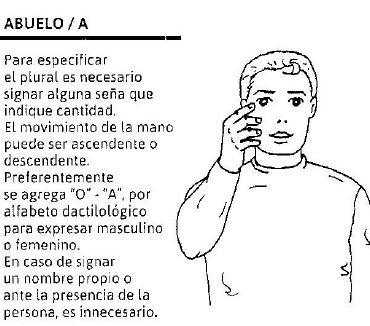 ABUELO / A
Para especificar
el plural es necesario
signar alguna seña que
indique cantidad.
El movimiento de la mano
puede ser ascendente o
descendente.
Preferentemente
se agrega "O" - "A", por
alfabeto dactilológico
para expresar masculino
o femenino.
En caso de signar
un nombre propio o
ante la presencia de la
persona, es innecesario.